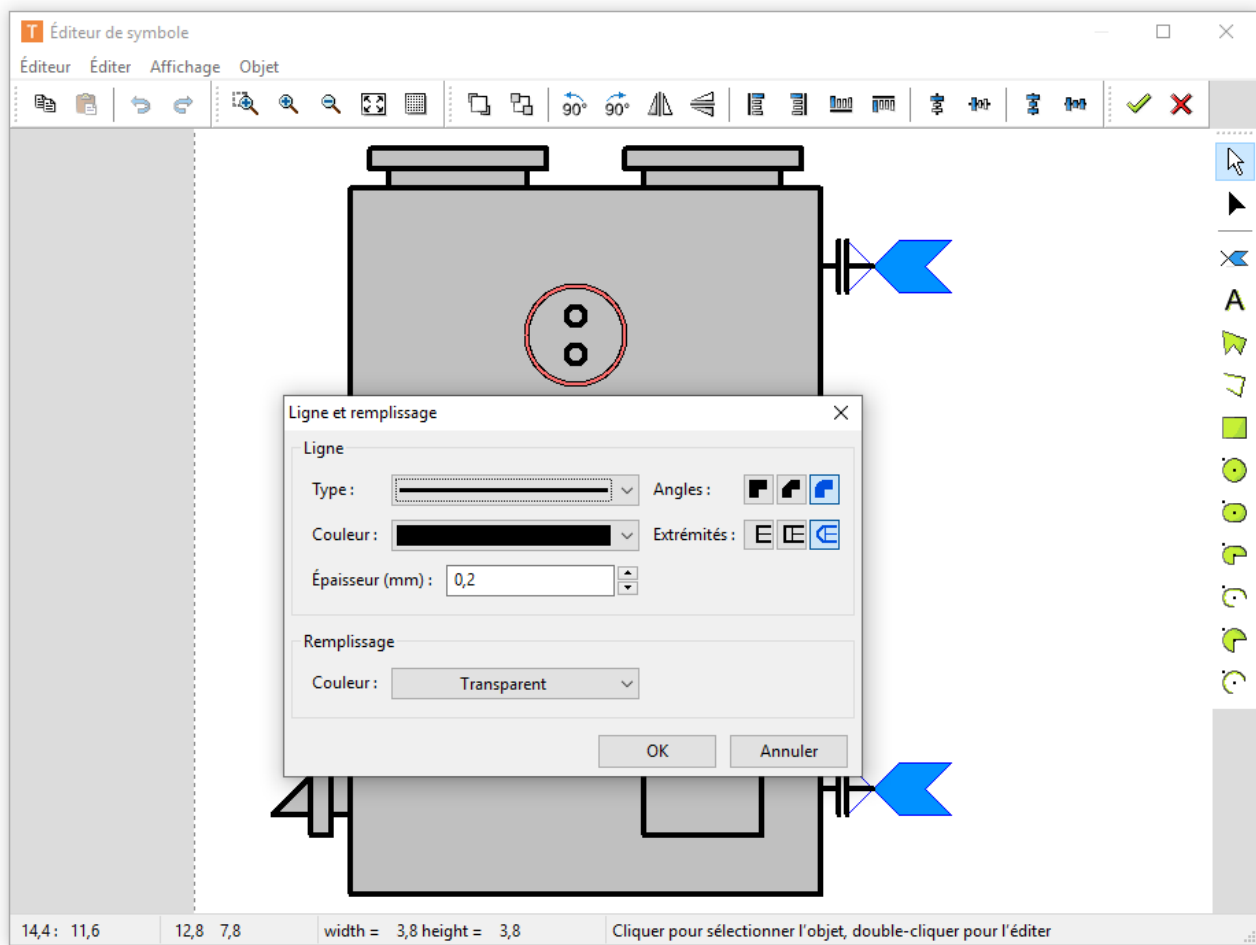 Éditeur de symbole
Éditeur Éditer Affichage Objet
90° 90°
A
Ligne et remplissage
Ligne
Type :
Angles :
Couleur :
Extrémités :
Épaisseur (mm) : 0,2
Remplissage
Couleur : Transparent
OK Annuler
14,4 : 11,6 12,8 7,8 width = 3,8 height = 3,8 Cliquer pour sélectionner l'objet, double-cliquer pour l'éditer